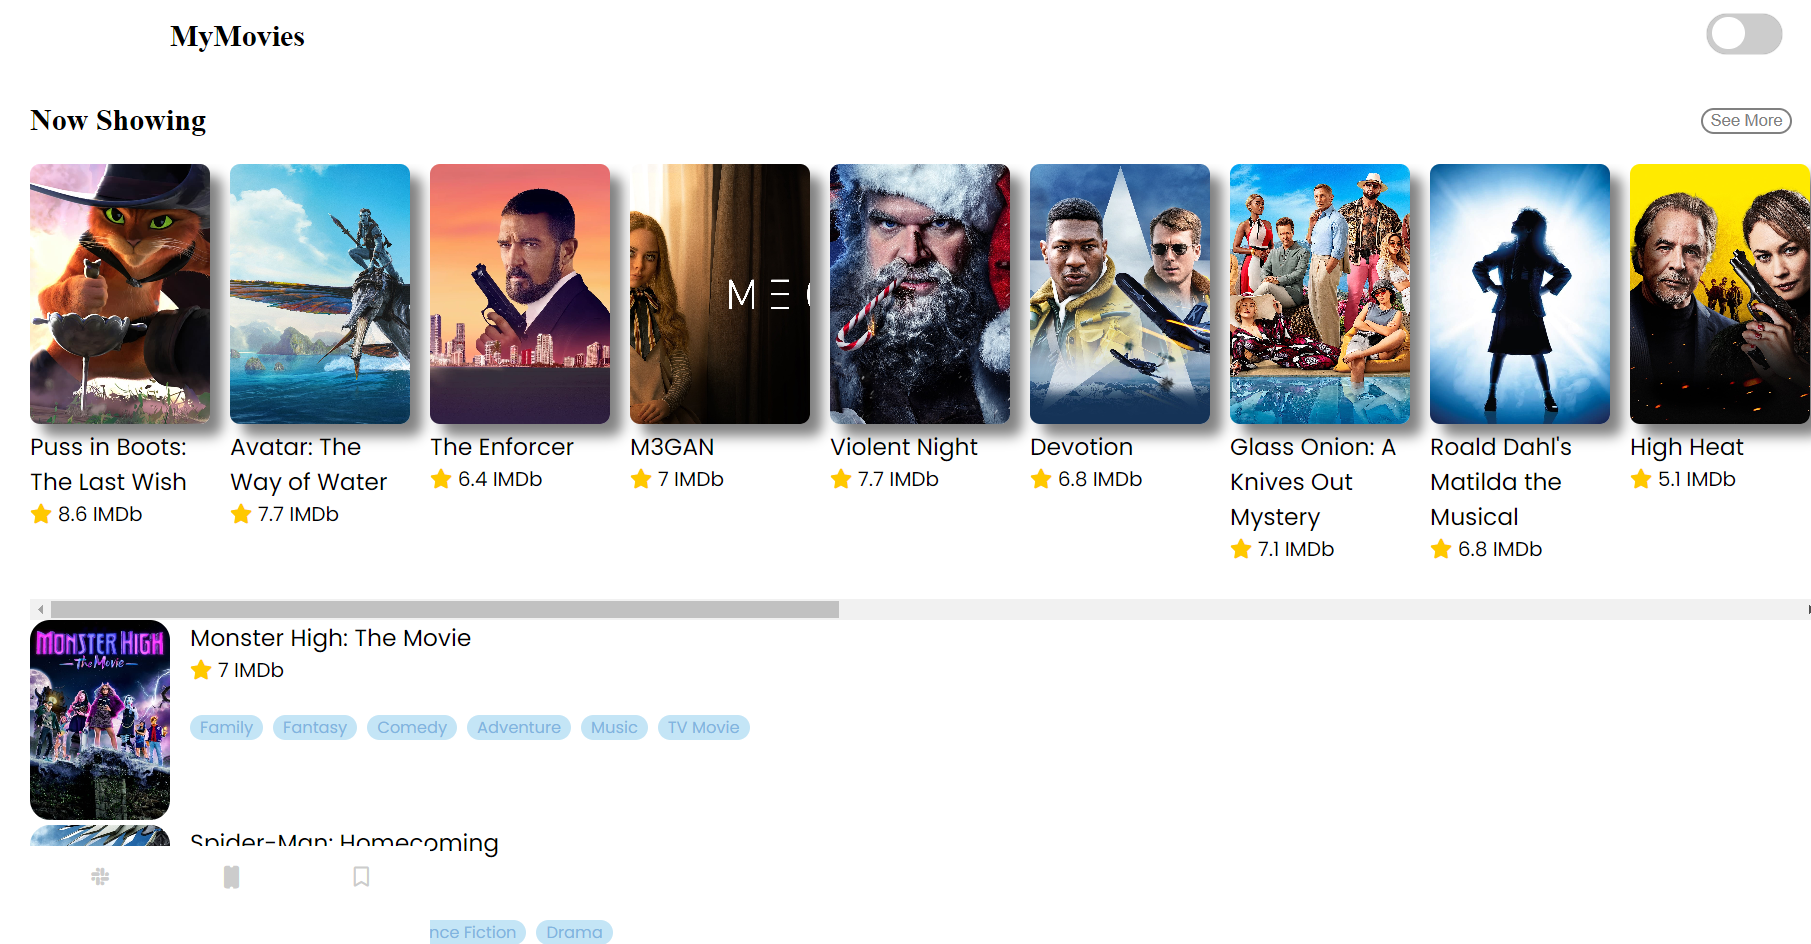 MyMovies
Now Showing
See More
M Ǝ
Puss in Boots:
The Last Wish
8.6 IMDb
Avatar: The
Way of Water
7.7 IMDb
The Enforcer
6.4 IMDb
M3GAN
7 IMDb
Violent Night
7.7 IMDb
Devotion
6.8 IMDb
Glass Onion: A
Knives Out
Mystery
7.1 IMDb
Roald Dahl's
Matilda the
Musical
6.8 IMDb
High Heat
5.1 IMDb
MONSTER HIGH
The Movie
Monster High: The Movie
7 IMDb
Family Fantasy Comedy Adventure Music TV Movie
Spider-Man: Homecoming
nce Fiction Drama